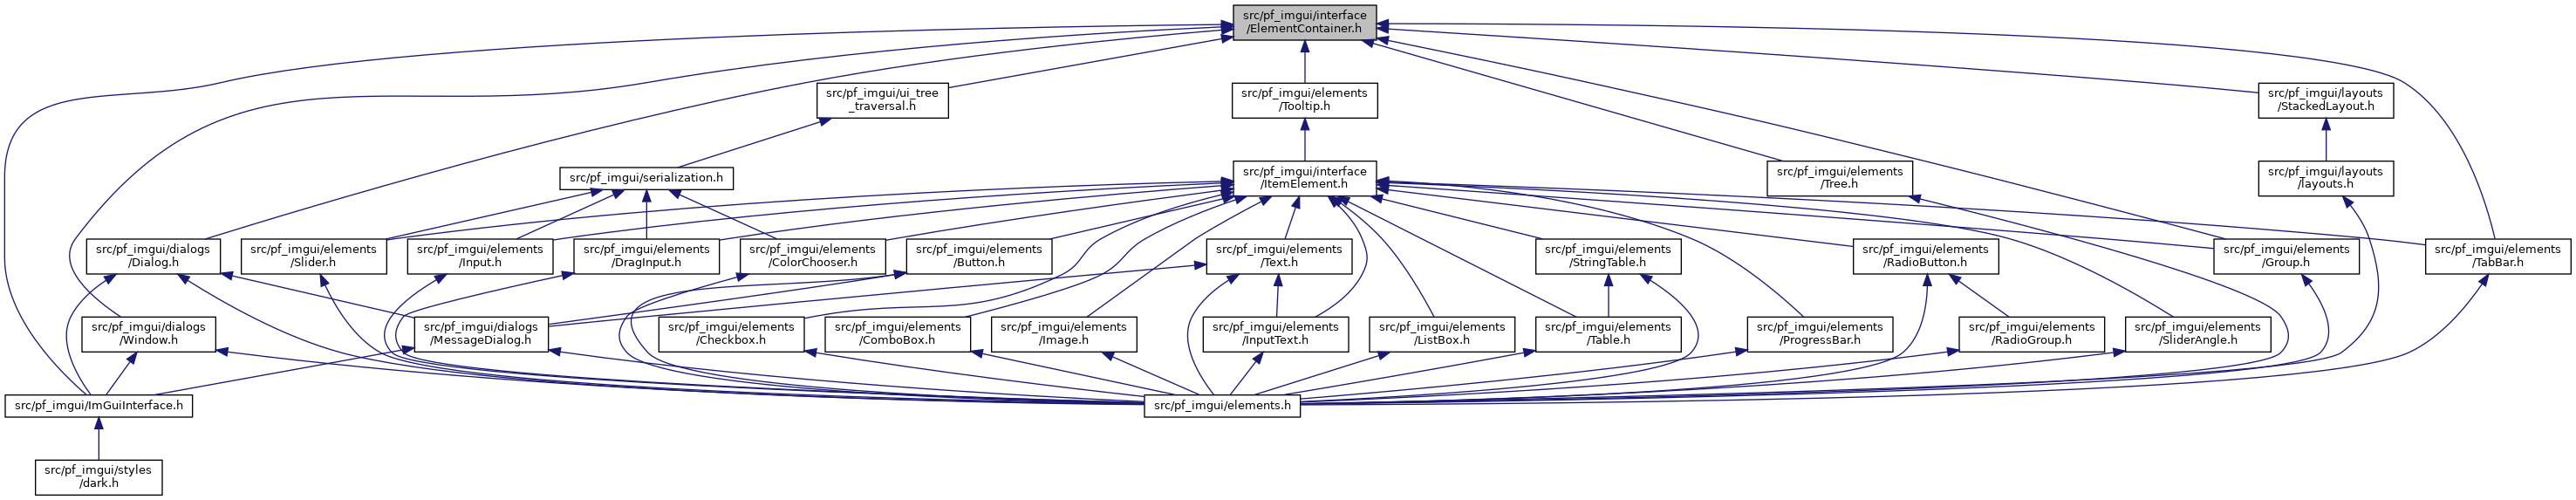 src/pf_imgui/interface
/ElementContainer.h
src/pf_imgui/ui_tree
_traversal.h
src/pf_imgui/elements
/Tooltip.h
src/pf_imgui/layouts
/StackedLayout.h
src/pf_imgui/serialization.h
src/pf_imgui/interface
/ItemElement.h
src/pf_imgui/elements
/Tree.h
src/pf_imgui/layouts
/layouts.h
src/pf_imgui/dialogs
/Dialog.h
src/pf_imgui/elements
/Slider.h
src/pf_imgui/elements
/Input.h
src/pf_imgui/elements
/DragInput.h
src/pf_imgui/elements
/ColorChooser.h
src/pf_imgui/elements
/Button.h
src/pf_imgui/elements
/Text.h
src/pf_imgui/elements
/StringTable.h
src/pf_imgui/elements
/RadioButton.h
src/pf_imgui/elements
/Group.h
src/pf_imgui/elements
/TabBar.h
src/pf_imgui/dialogs
/Window.h
src/pf_imgui/dialogs
/MessageDialog.h
src/pf_imgui/elements
/Checkbox.h
src/pf_imgui/elements
/ComboBox.h
src/pf_imgui/elements
/Image.h
src/pf_imgui/elements
/InputText.h
src/pf_imgui/elements
/ListBox.h
src/pf_imgui/elements
/Table.h
src/pf_imgui/elements
/ProgressBar.h
src/pf_imgui/elements
/RadioGroup.h
src/pf_imgui/elements
/SliderAngle.h
src/pf_imgui/ImGuiInterface.h
src/pf_imgui/elements.h
src/pf_imgui/styles
/dark.h